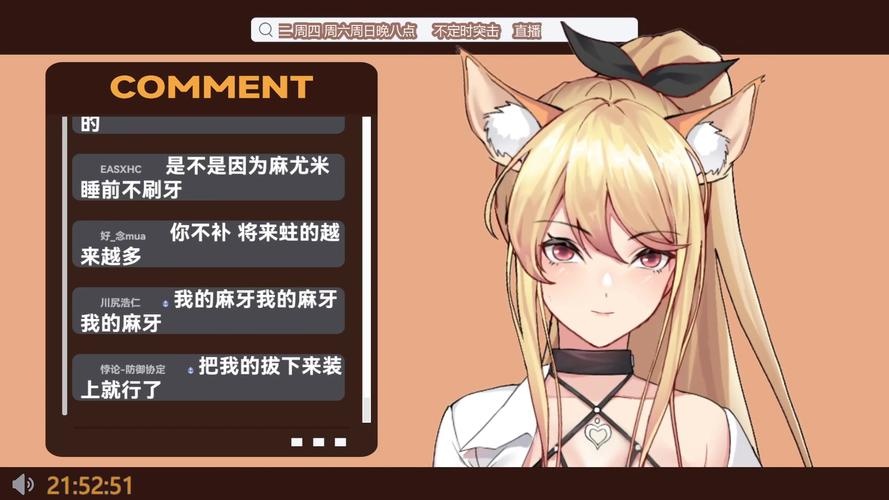 二 周四 周六周日晚八点 不定时突击 直播
COMMENT
的
EASXHC 是不是因为麻尤米
睡前不刷牙
好_念mua 你不补 将来蛀的越
来越多
川尻浩仁 我的麻牙我的麻牙
我的麻牙
悖论-防御协定 把我的拔下来装
上就行了
21:52:51